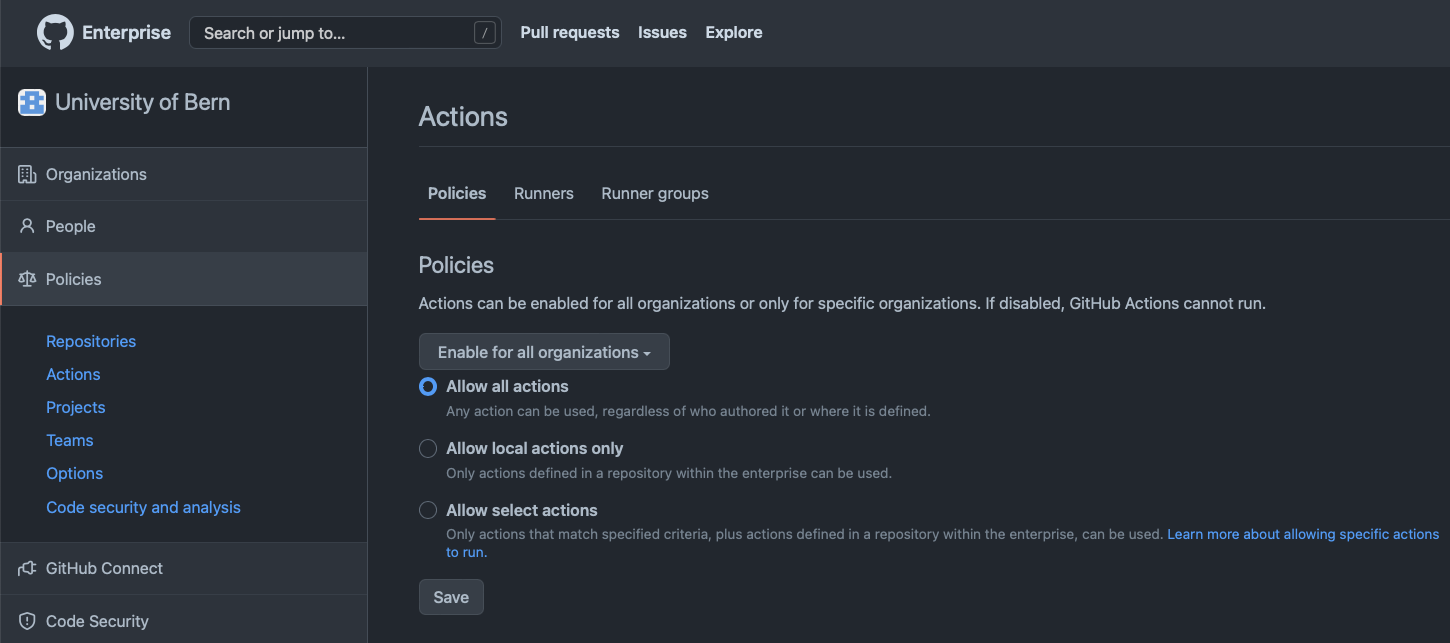 Enterprise
Search or jump to...
/
Pull requests
Issues
Explore
University of Bern
Organizations
People
Policies
Repositories
Actions
Projects
Teams
Options
Code security and analysis
GitHub Connect
Code Security
Actions
Policies
Runners
Runner groups
Policies
Actions can be enabled for all organizations or only for specific organizations. If disabled, GitHub Actions cannot run.
Enable for all organizations
Allow all actions
Any action can be used, regardless of who authored it or where it is defined.
Allow local actions only
Only actions defined in a repository within the enterprise can be used.
Allow select actions
Only actions that match specified criteria, plus actions defined in a repository within the enterprise, can be used. Learn more about allowing specific actions
to run.
Save